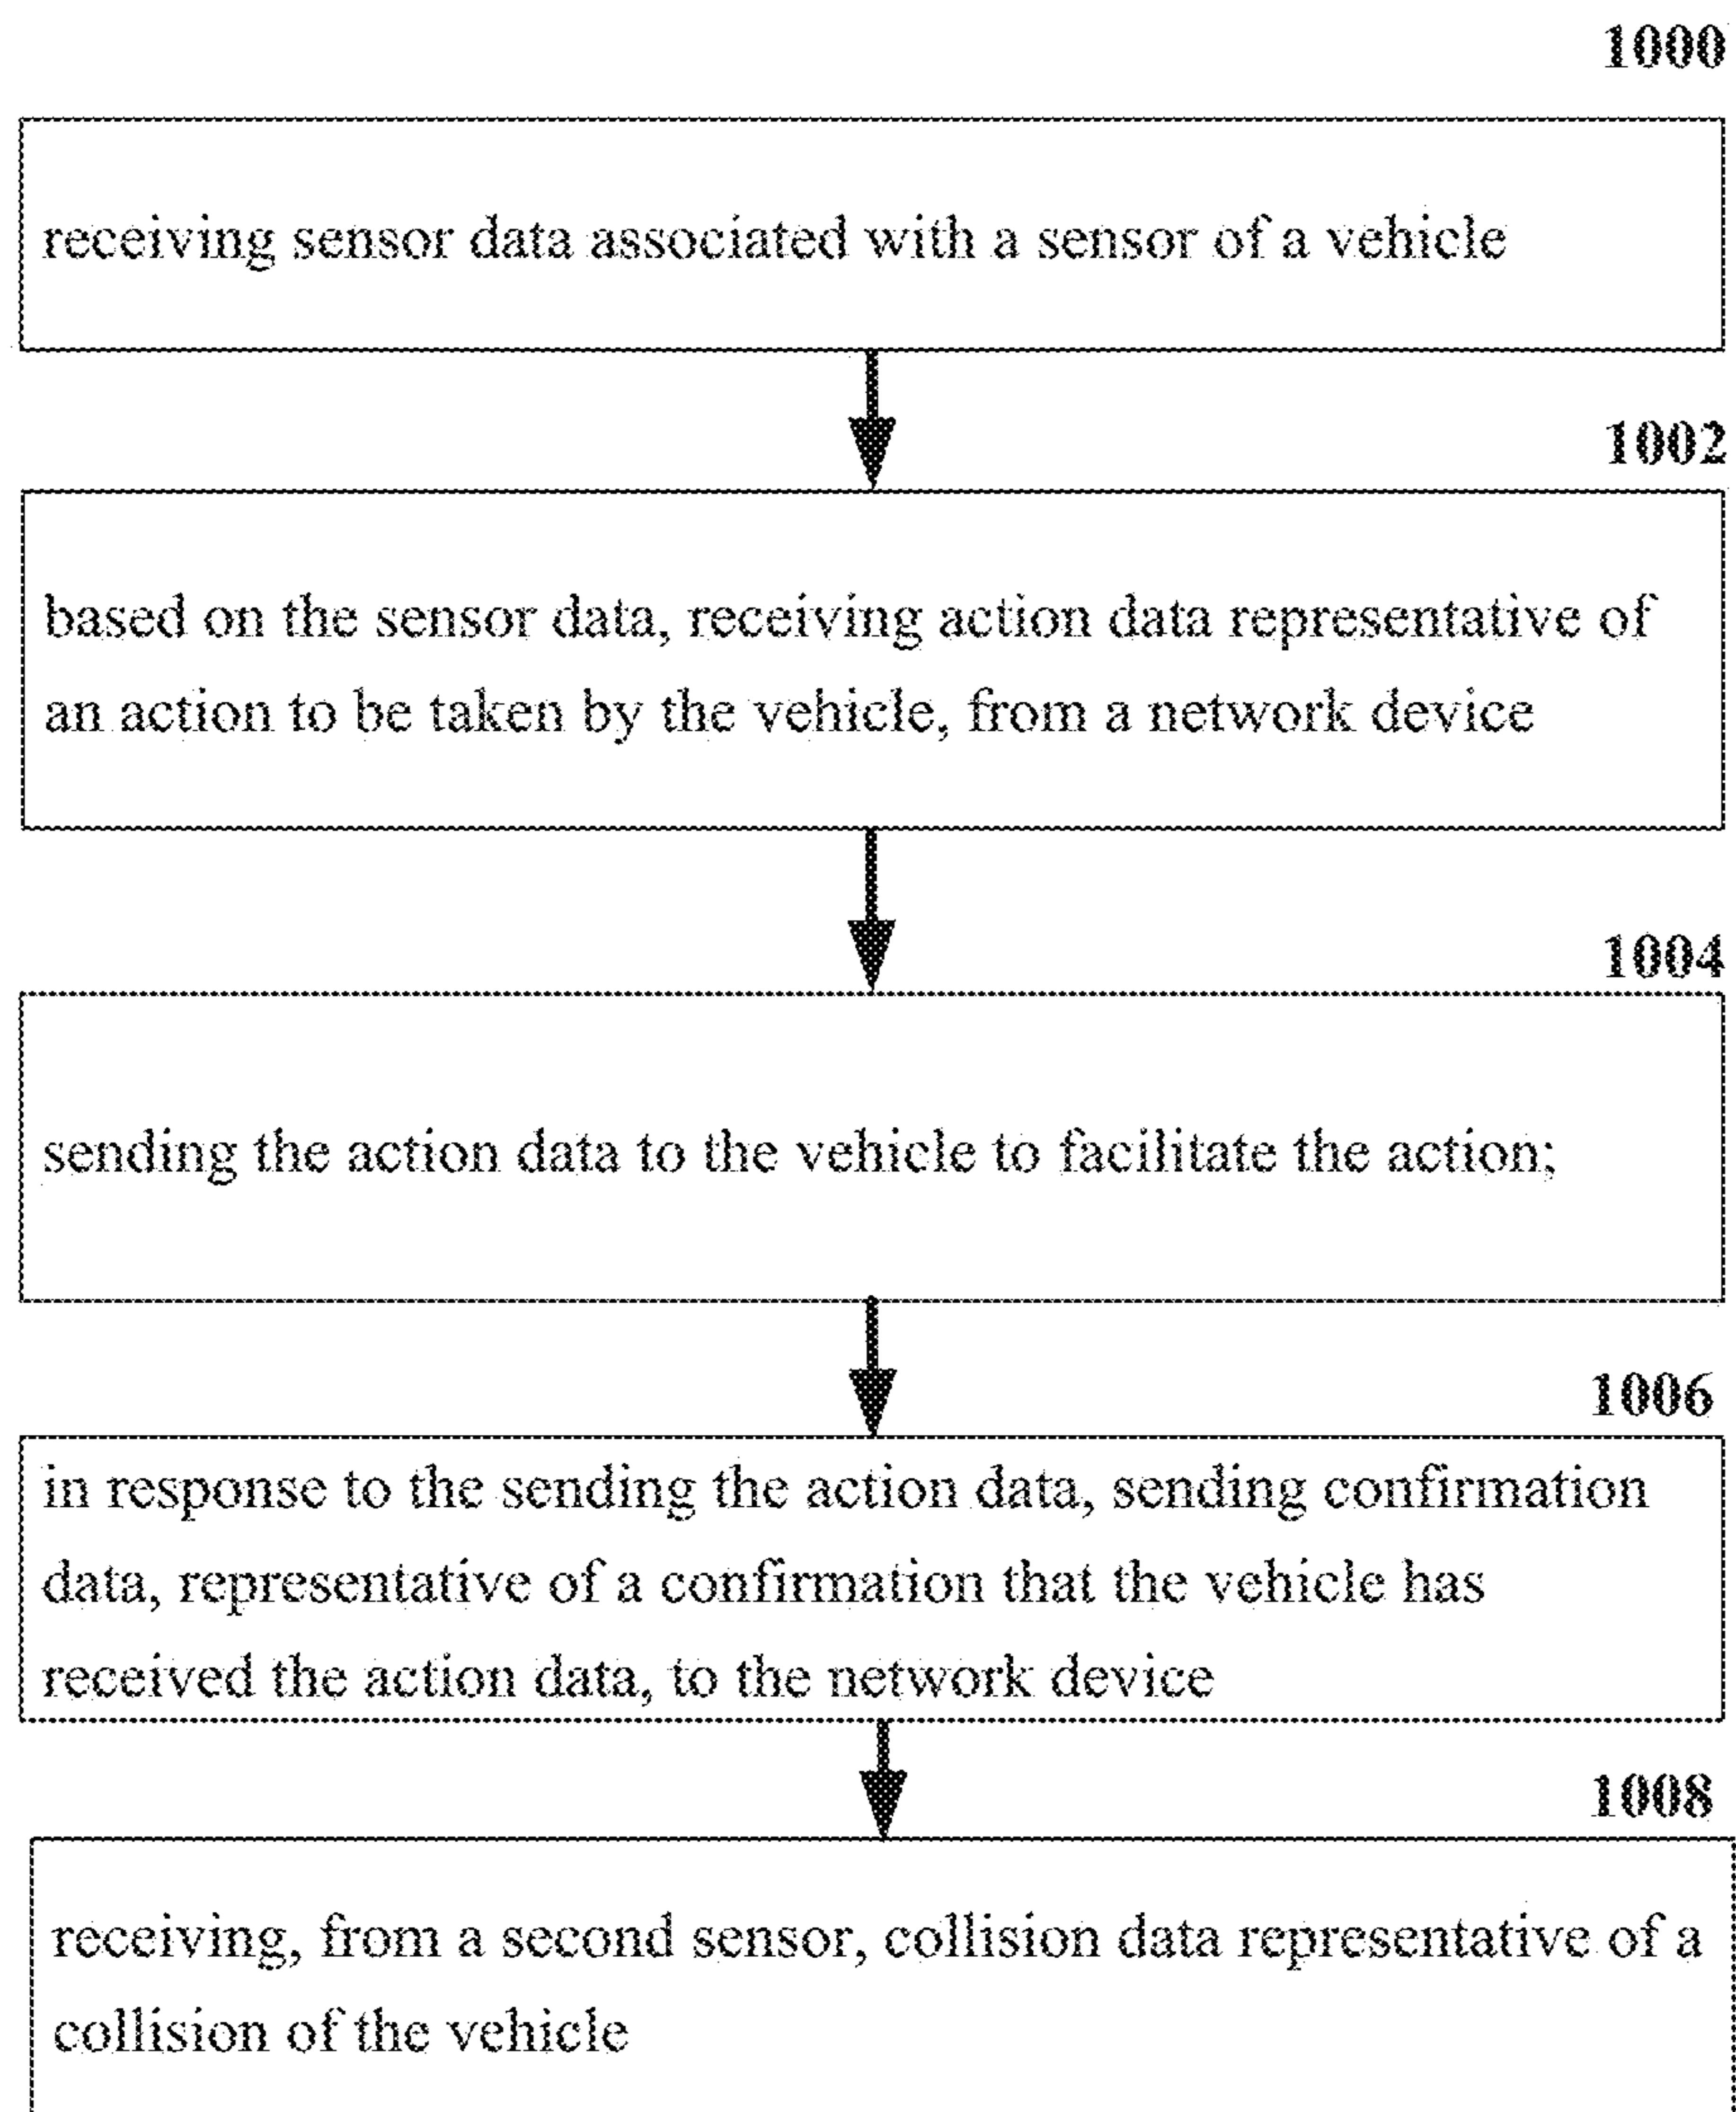 1000
receiving sensor data associated with a sensor of a vehicle
1002
based on the sensor data, receiving action data representative of
an action to be taken by the vehicle, from a network device
1004
sending the action data to the vehicle to facilitate the action;
1006
in response to the sending the action data, sending confirmation
data, representative of a confirmation that the vehicle has
received the action data, to the network device
1008
receiving, from a second sensor, collision data representative of a
collision of the vehicle